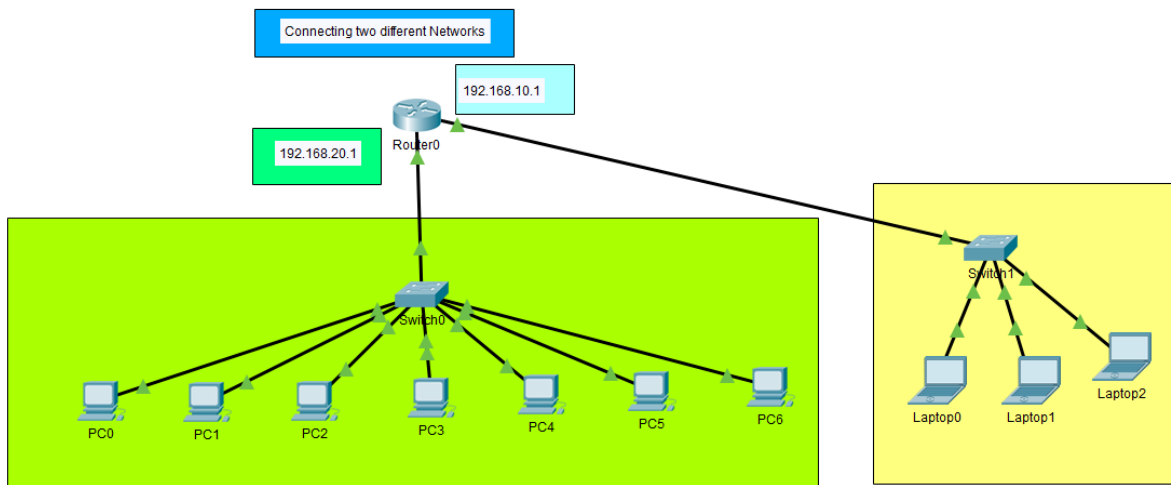 Connecting two different Networks
192.168.10.1
Router0
192.168.20.1
Switch1
Switch0
PC0
PC1
PC2
PC3
PC4
PC5
PC6
Laptop0
Laptop1
Laptop2